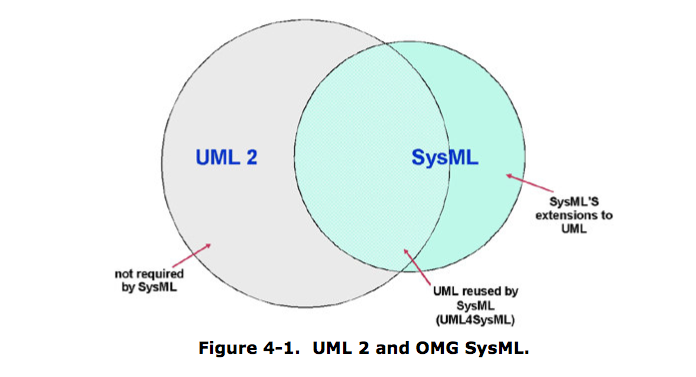 UML 2
SysML
SysML'S
extensions to
UML
not required
by SysML
UML reused by
SysML
(UML4SysML)
Figure 4-1. UML 2 and OMG SysML.